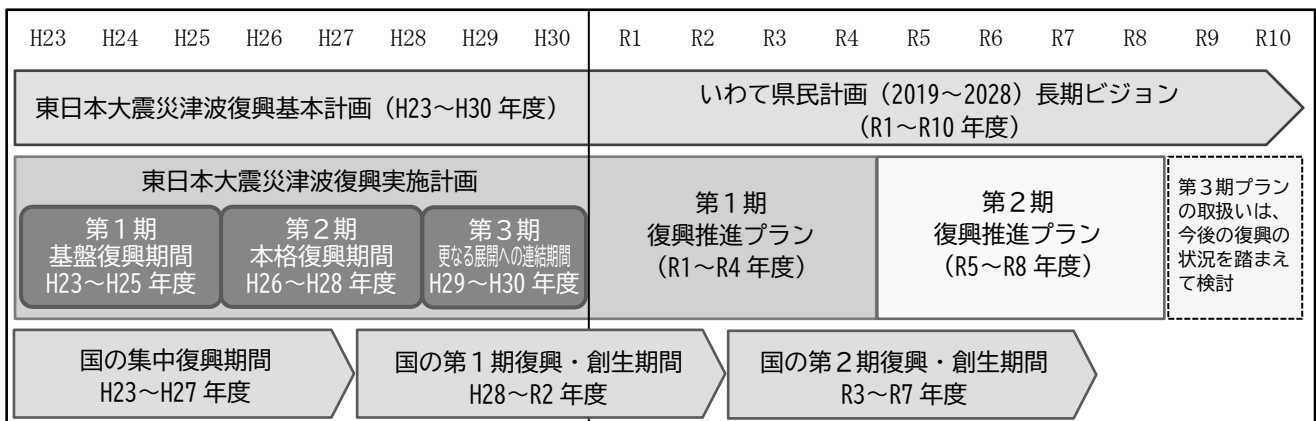 H23 H24 H25 H26 H27 H28 H29 H30 R1 R2 R3 R4 R5 R6 R7 R8 R9 R10
東日本大震災津波復興基本計画（H23～H30 年度）
いわて県民計画（2019～2028）長期ビジョン
（R1～R10 年度）
東日本大震災津波復興実施計画
第１期
基盤復興期間
H23～H25 年度
第２期
本格復興期間
H26～H28 年度
第３期
更なる展開への連結期間
H29～H30 年度
第１期
復興推進プラン
（R1～R4 年度）
第２期
復興推進プラン
（R5～R8 年度）
第３期プラン
の取扱いは、
今後の復興の
状況を踏まえ
て検討
国の集中復興期間
H23～H27 年度
国の第１期復興・創生期間
H28～R2 年度
国の第２期復興・創生期間
R3～R7 年度